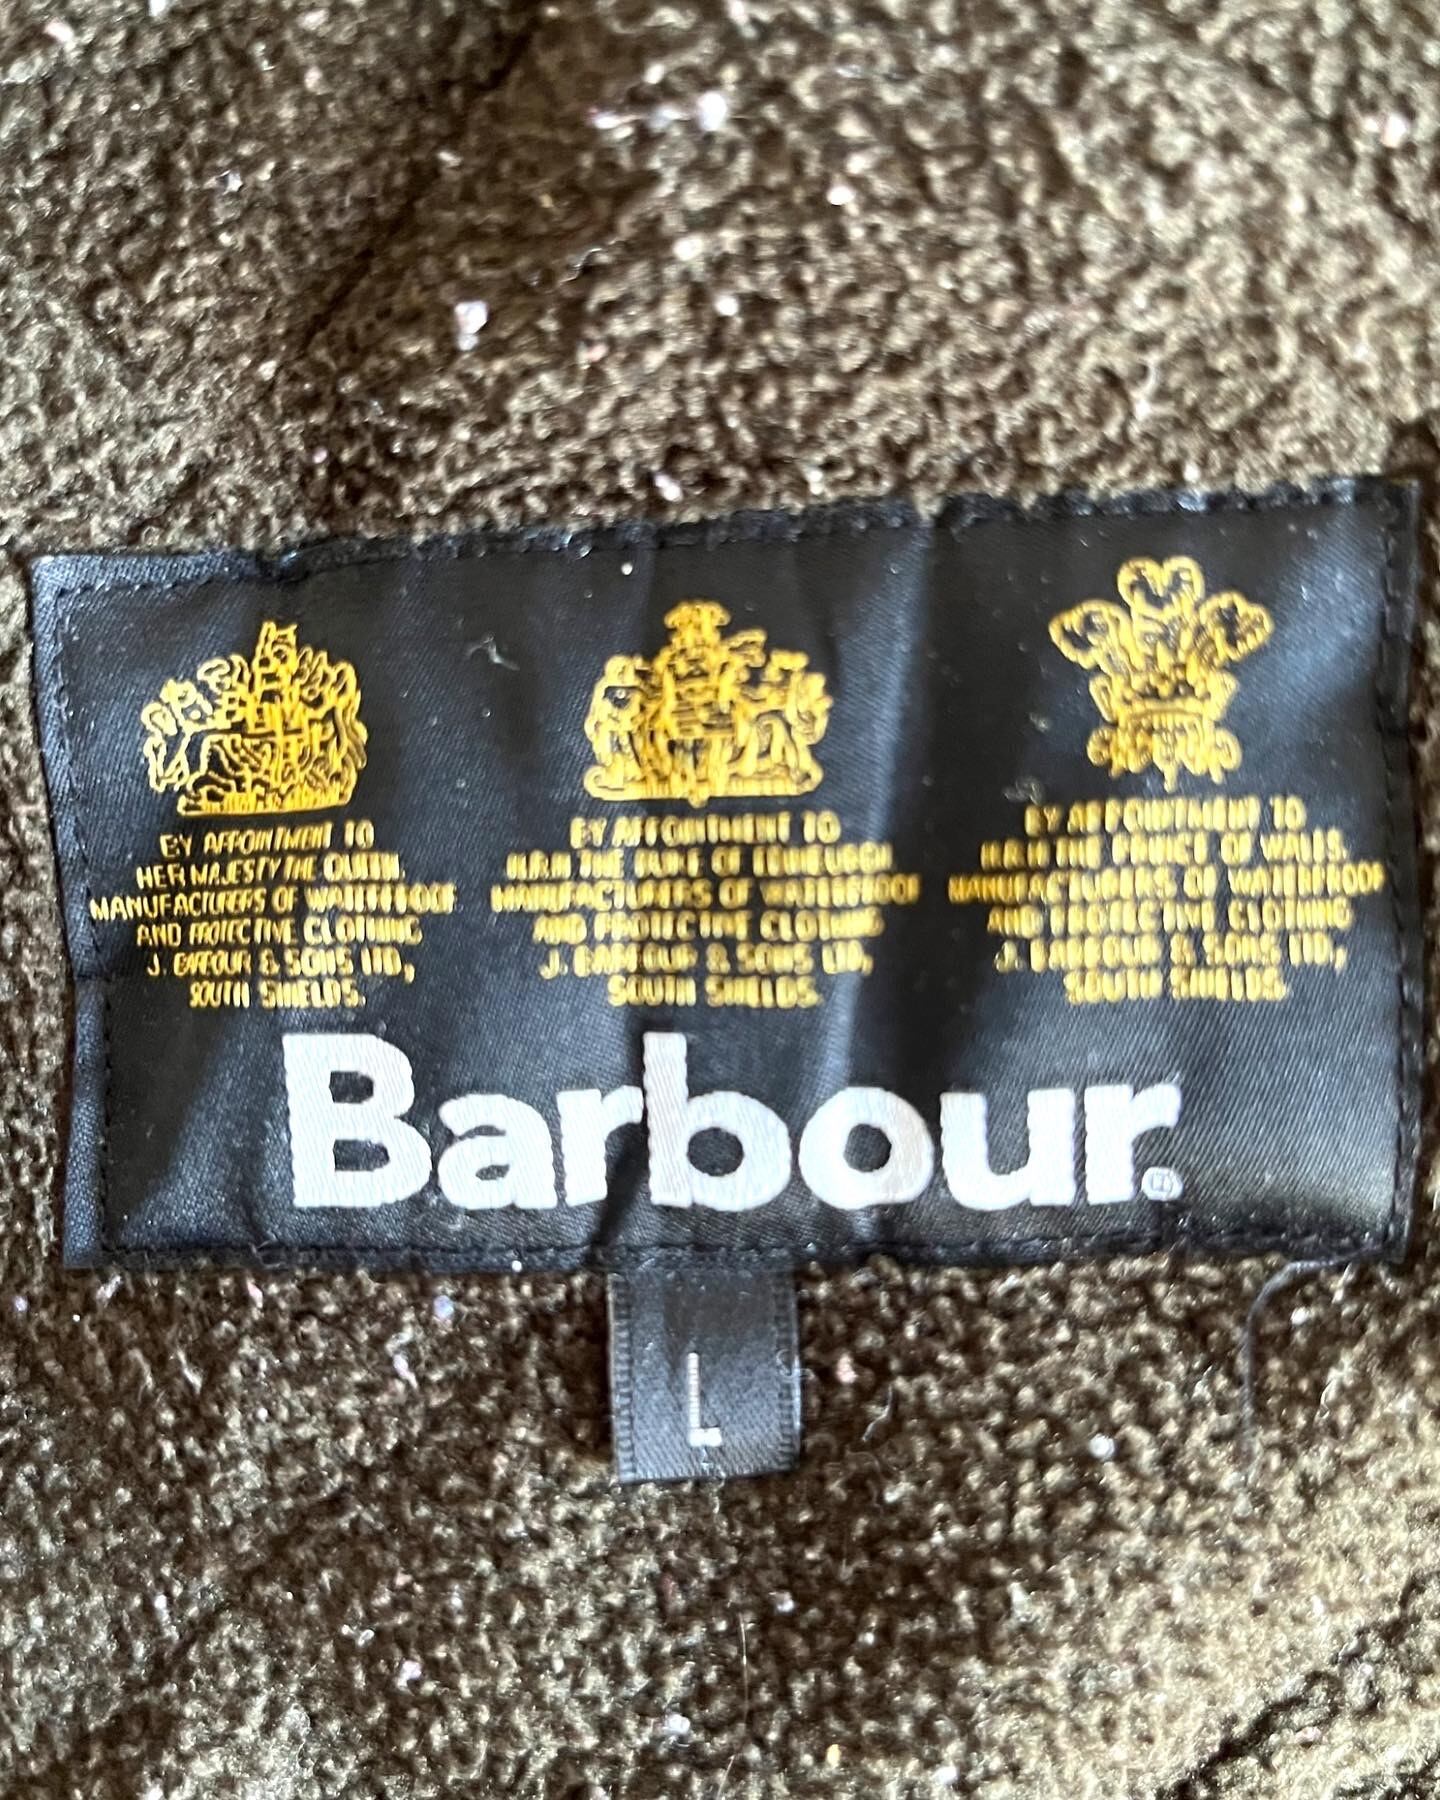 BY APPOINTMENT TO
HER MAJESTY THE QUEEN,
MANUFACTURERS OF WATERPROOF
AND PROTECTIVE CLOTHING
J. BARBOUR & SONS LTD,
SOUTH SHIELDS.
BY APPOINTMENT TO
H.R.H THE DUKE OF EDINBURGH
MANUFACTURERS OF WATERPROOF
AND PROTECTIVE CLOTHING
J. BARBOUR & SONS LTD,
SOUTH SHIELDS.
BY APPOINTMENT TO
H.R.H THE PRINCE OF WALES,
MANUFACTURERS OF WATERPROOF
AND PROTECTIVE CLOTHING
J. BARBOUR & SONS LTD,
SOUTH SHIELDS.
Barbour®
L